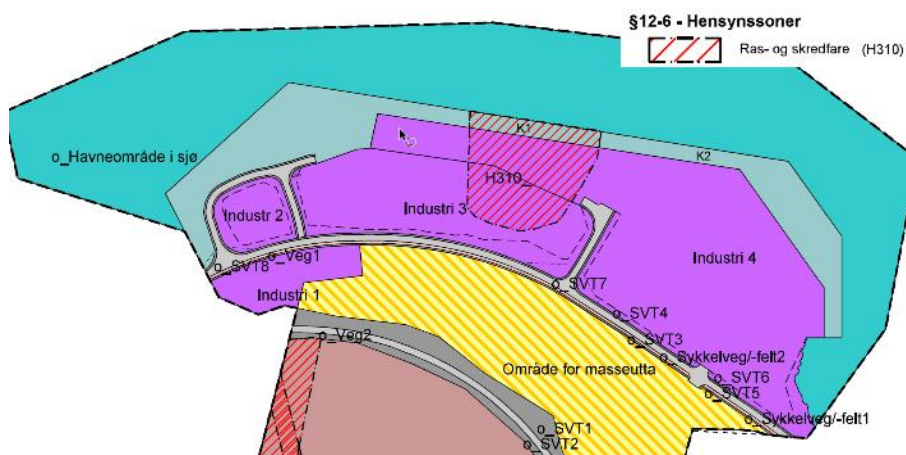 §12-6 - Hensynssoner
Ras- og skredfare (H310)
K1
K2
o_Havneområde i sjø
H310_
Industri 3
Industr 2
Industri 4
o_Veg1
o_SVT8
o_SVT7
Industri 1
o_SVT4
o_Veg2
o_SVT3
o_Sykkelveg/-felt2
Område for masseutta
o_SVT6
o_SVT5
o_Sykkelveg/-felt1
o_SVT1
o_SVT2